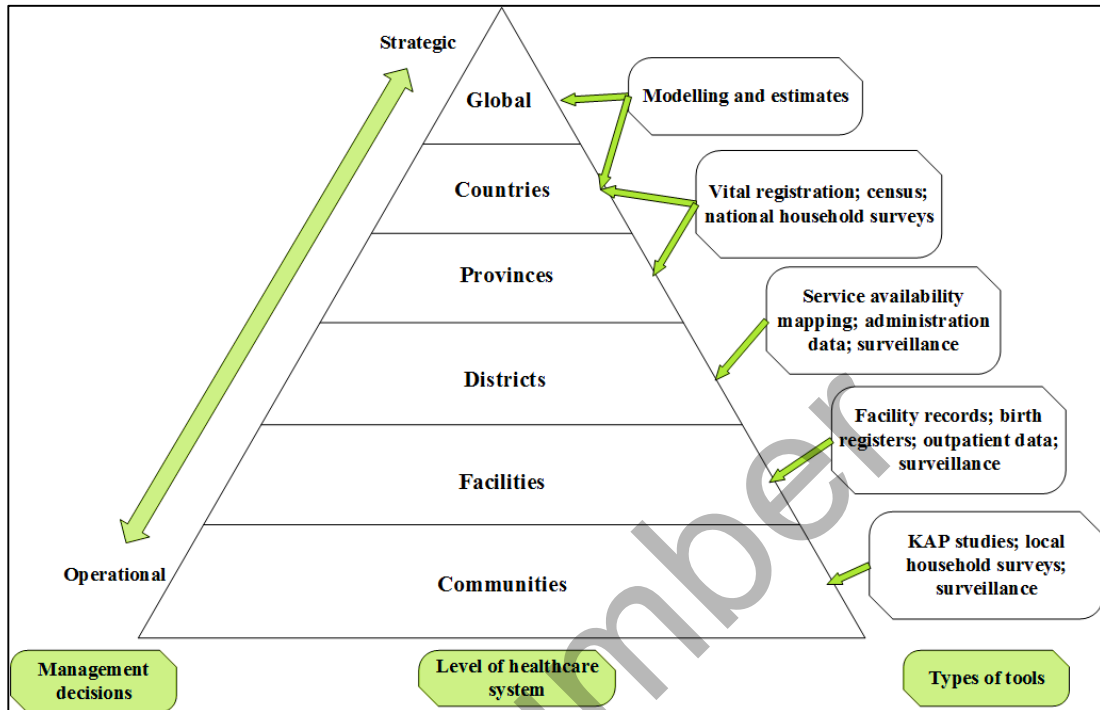 Strategic
Global
Modelling and estimates
Countries
Vital registration; census;
national household surveys
Provinces
Service availability
mapping; administration
data; surveillance
Districts
Facility records; birth
registers; outpatient data;
surveillance
Facilities
KAP studies; local
household surveys;
surveillance
Operational
Communities
Management
decisions
Level of healthcare
system
Types of tools